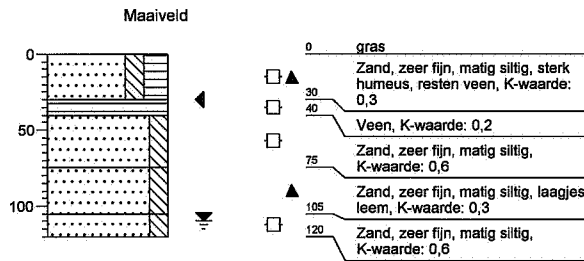 Maaiveld
0
50
100
0 gras
Zand, zeer fijn, matig siltig, sterk
humeus, resten veen, K-waarde:
30 0,3
40
Veen, K-waarde: 0,2
75 Zand, zeer fijn, matig siltig,
K-waarde: 0,6
Zand, zeer fijn, matig siltig, laagjes
105 leem, K-waarde: 0,3
120 Zand, zeer fijn, matig siltig,
K-waarde: 0,6